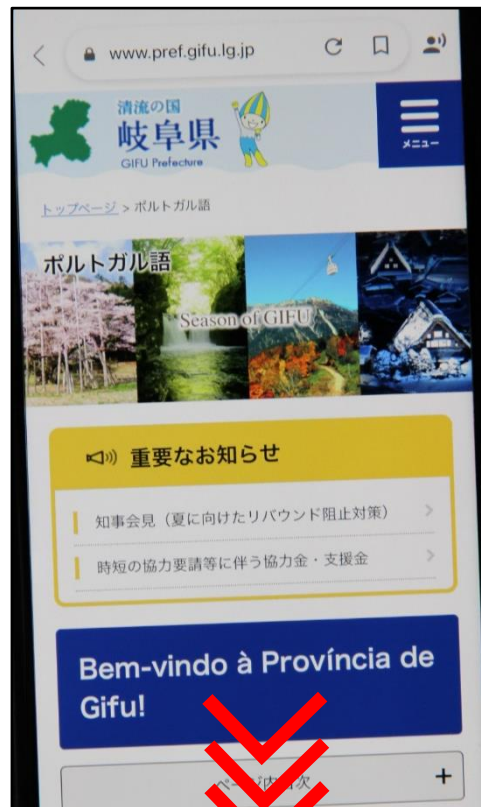 www.pref.gifu.lg.jp
清流の国
岐阜県
GIFU Prefecture
メニュー
トップページ > ポルトガル語
ポルトガル語
Season of GIFU
重要なお知らせ
知事会見（夏に向けたリバウンド阻止対策）
時短の協力要請等に伴う協力金・支援金
Bem-vindo à Província de
Gifu!